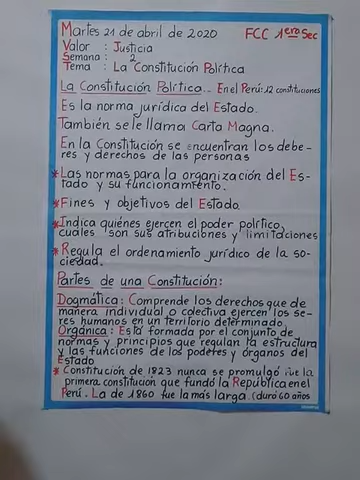 Martes 21 de abril de 2020 FCC 1ero Sec
Valor : Justicia
Semana : 2
Tema : La Constitución Política
La Constitución Política.. En el Perú: 12 constituciones
Es la norma jurídica del Estado.
También se le llama Carta Magna.
En la Constitución se encuentran los debe-
res y derechos de las personas
*Las normas para la organización del Es-
tado y su funcionamiento.
*Fines y objetivos del Estado
*Indica quiénes ejercen el poder político,
cuales son sus atribuciones y limitaciones
*Regula el ordenamiento jurídico de la so-
ciedad.
Partes de una Constitución:
Dogmática: Comprende los derechos que de
manera individual o colectiva ejercen los se-
res humanos en un territorio determinado.
Orgánica: Está formada por el conjunto de
normas y principios que regulan la estructura
y las funciones de los poderes y órganos del
Estado
* Constitución de 1823 nunca se promulgó fue la
primera constitución que fundó la República en el
Perú. La de 1860 fue la más larga. (duró 60 años